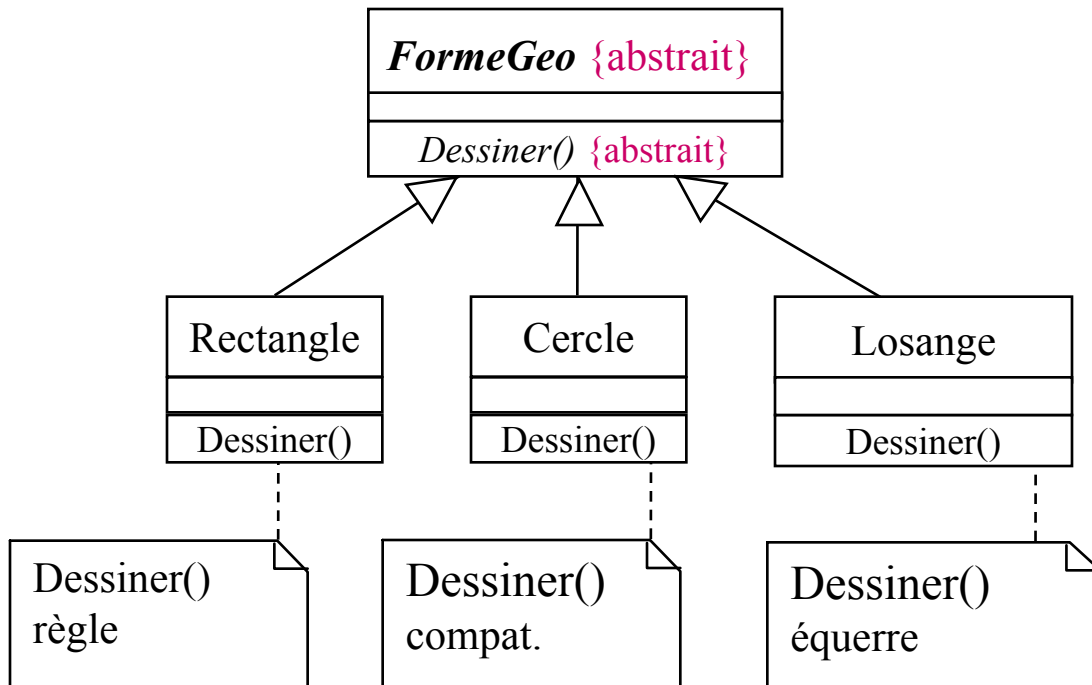 FormeGeo {abstrait}
Dessiner() {abstrait}
Rectangle
Dessiner()
Cercle
Dessiner()
Losange
Dessiner()
Dessiner()
règle
Dessiner()
compat.
Dessiner()
équerre